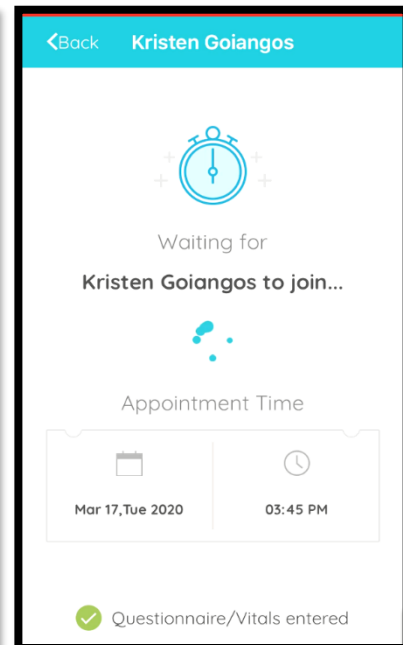 Back Kristen Goiangos
Waiting for
Kristen Goiangos to join...
Appointment Time
Mar 17,Tue 2020 03:45 PM
Questionnaire/Vitals entered